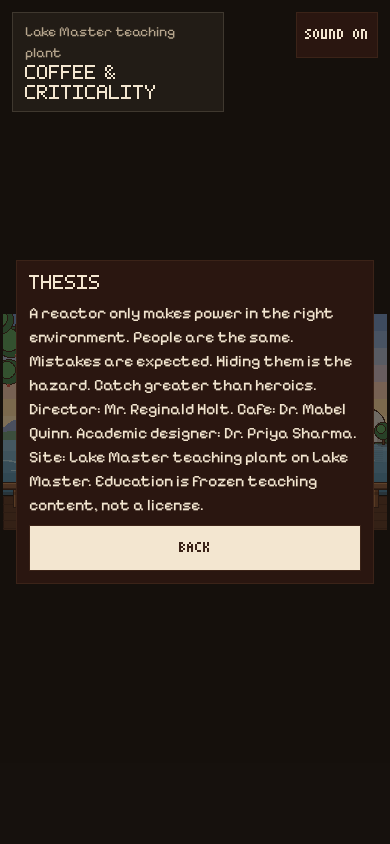 Lake Master teaching
plant
COFFEE &
CRITICALITY
SOUND ON
THESIS
A reactor only makes power in the right
environment. People are the same.
Mistakes are expected. Hiding them is the
hazard. Catch greater than heroics.
Director: Mr. Reginald Holt. Cafe: Dr. Mabel
Quinn. Academic designer: Dr. Priya Sharma.
Site: Lake Master teaching plant on Lake
Master. Education is frozen teaching
content, not a license.
BACK